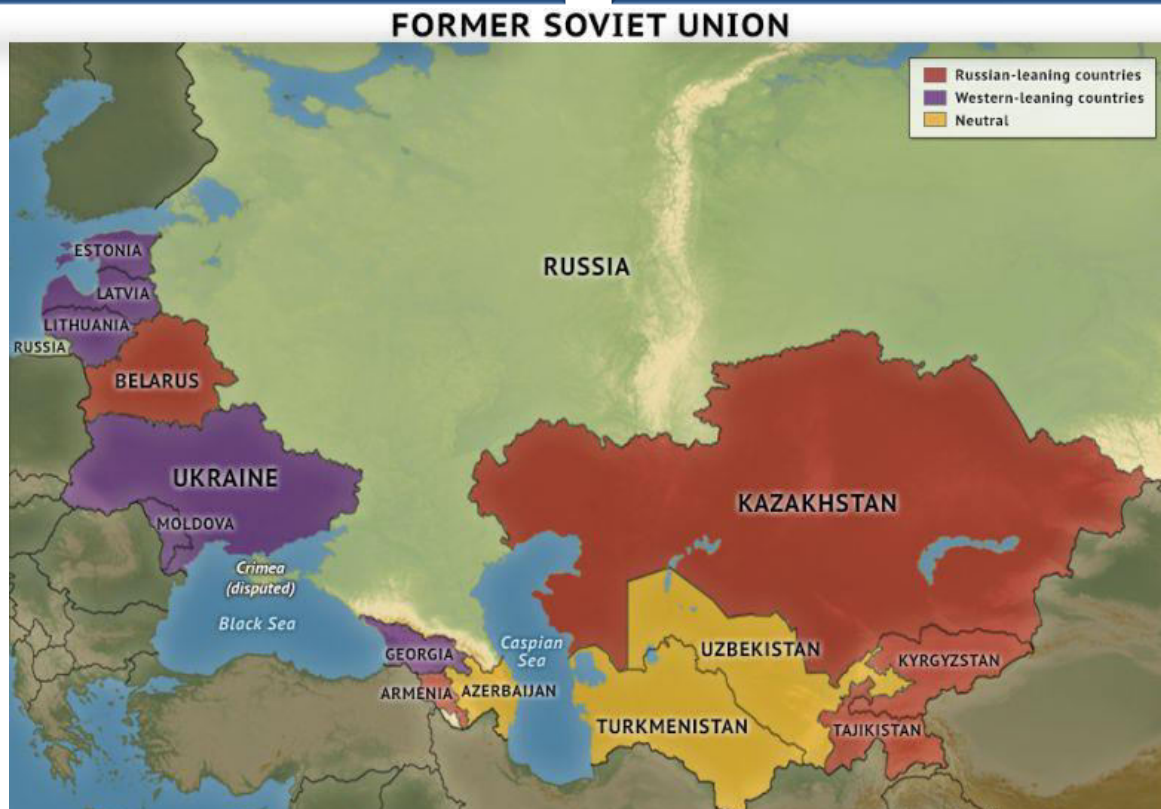 FORMER SOVIET UNION
Russian-leaning countries
Western-leaning countries
Neutral
ESTONIA
RUSSIA
LATVIA
LITHUANIA
RUSSIA
BELARUS
UKRAINE
KAZAKHSTAN
MOLDOVA
Crimea
(disputed)
Black Sea
Caspian
Sea
GEORGIA
UZBEKISTAN
KYRGYZSTAN
ARMENIA
AZERBAIJAN
TURKMENISTAN
TAJIKISTAN